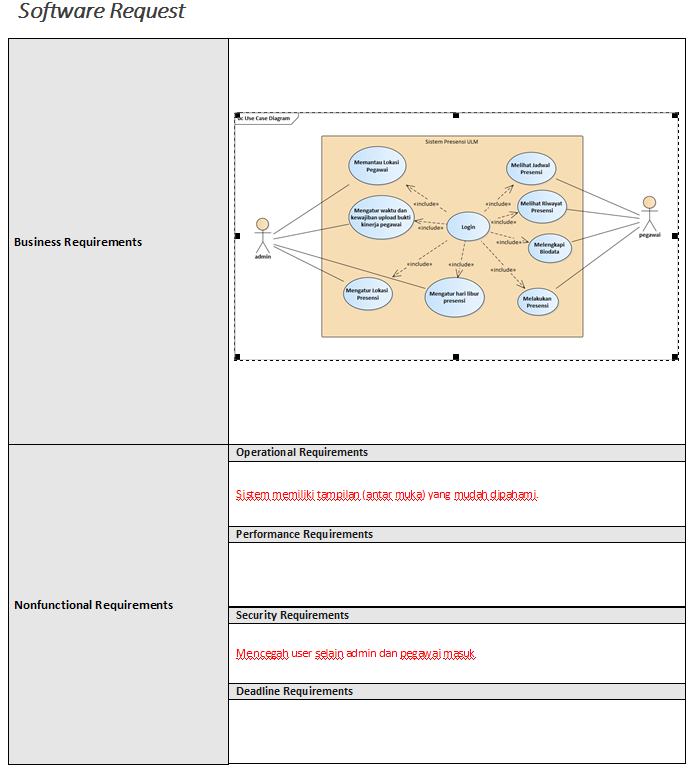 Software Request
Business Requirements
uc Use Case Diagram
Sistem Presensi ULM
Memantau Lokasi
Pegawai
Mengatur waktu dan
kewajiban upload bukti
kinerja pegawai
Mengatur Lokasi
Presensi
Mengatur hari libur
presensi
Login
Melihat Jadwal
Presensi
Melihat Riwayat
Presensi
Melengkapi
Biodata
Melakukan
Presensi
«include»
«include»
«include»
«include»
«include»
«include»
«include»
«include»
admin
pegawai
Nonfunctional Requirements
Operational Requirements
Sistem memiliki tampilan (antar muka) yang mudah dipahami.
Performance Requirements
Security Requirements
Mencegah user selain admin dan pegawai masuk.
Deadline Requirements